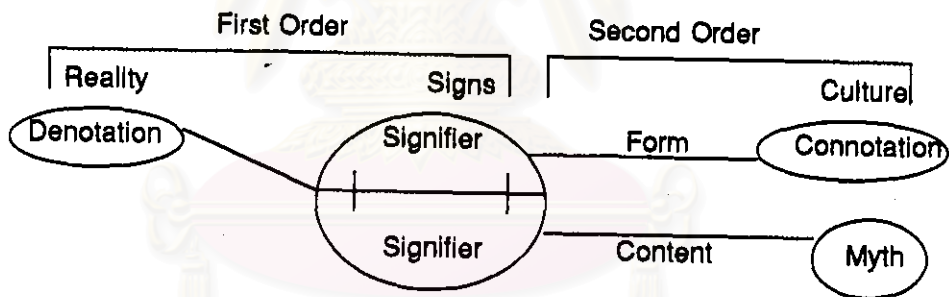 First Order Second Order
Reality Signs Culture
Denotation Signifier Form Connotation
Signifier Content Myth